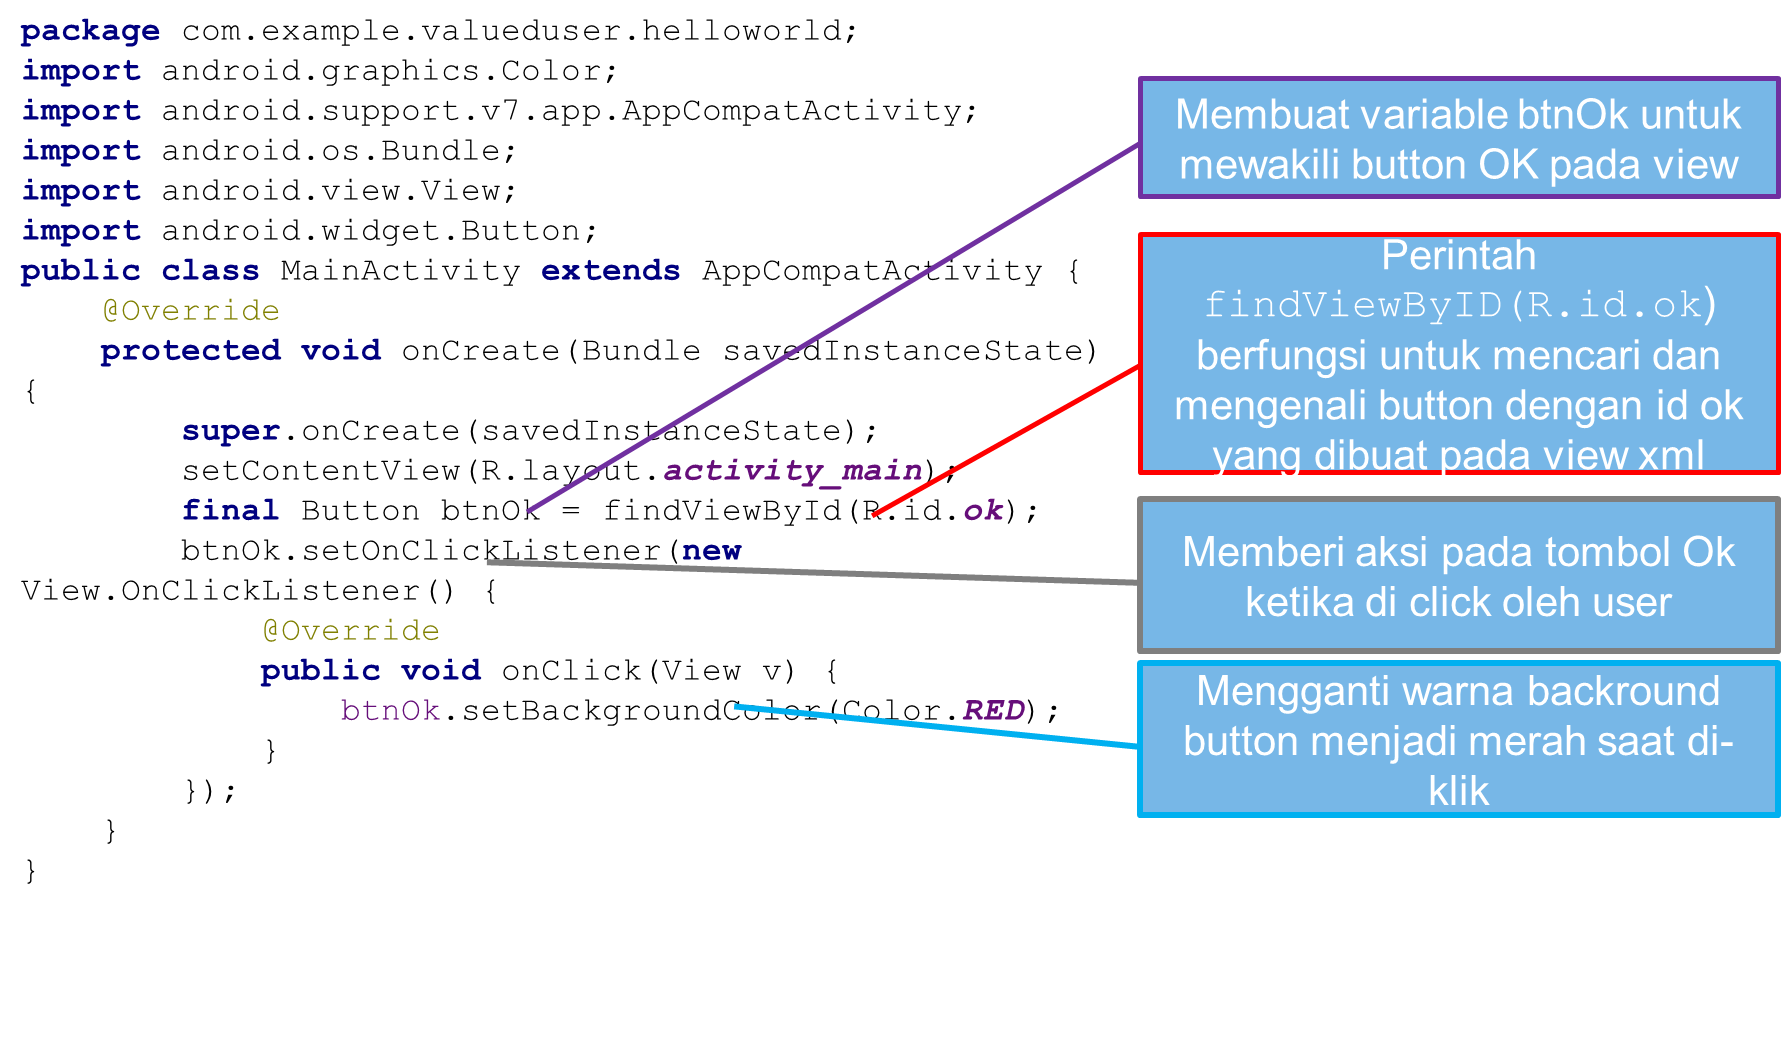 package com.example.valueduser.helloworld;
import android.graphics.Color;
import android.support.v7.app.AppCompatActivity;
import android.os.Bundle;
import android.view.View;
import android.widget.Button;
public class MainActivity extends AppCompatActivity {
@Override
protected void onCreate(Bundle savedInstanceState)
{
super.onCreate(savedInstanceState);
setContentView(R.layout.activity_main);
final Button btnOk = findViewById(R.id.ok);
btnOk.setOnClickListener(new
View.OnClickListener() {
@Override
public void onClick(View v) {
btnOk.setBackgroundColor(Color.RED);
}
});
}
}
Membuat variable btnOk untuk
mewakili button OK pada view
Perintah
findViewByID(R.id.ok)
berfungsi untuk mencari dan
mengenali button dengan id ok
yang dibuat pada view xml
Memberi aksi pada tombol Ok
ketika di click oleh user
Mengganti warna backround
button menjadi merah saat di-
klik